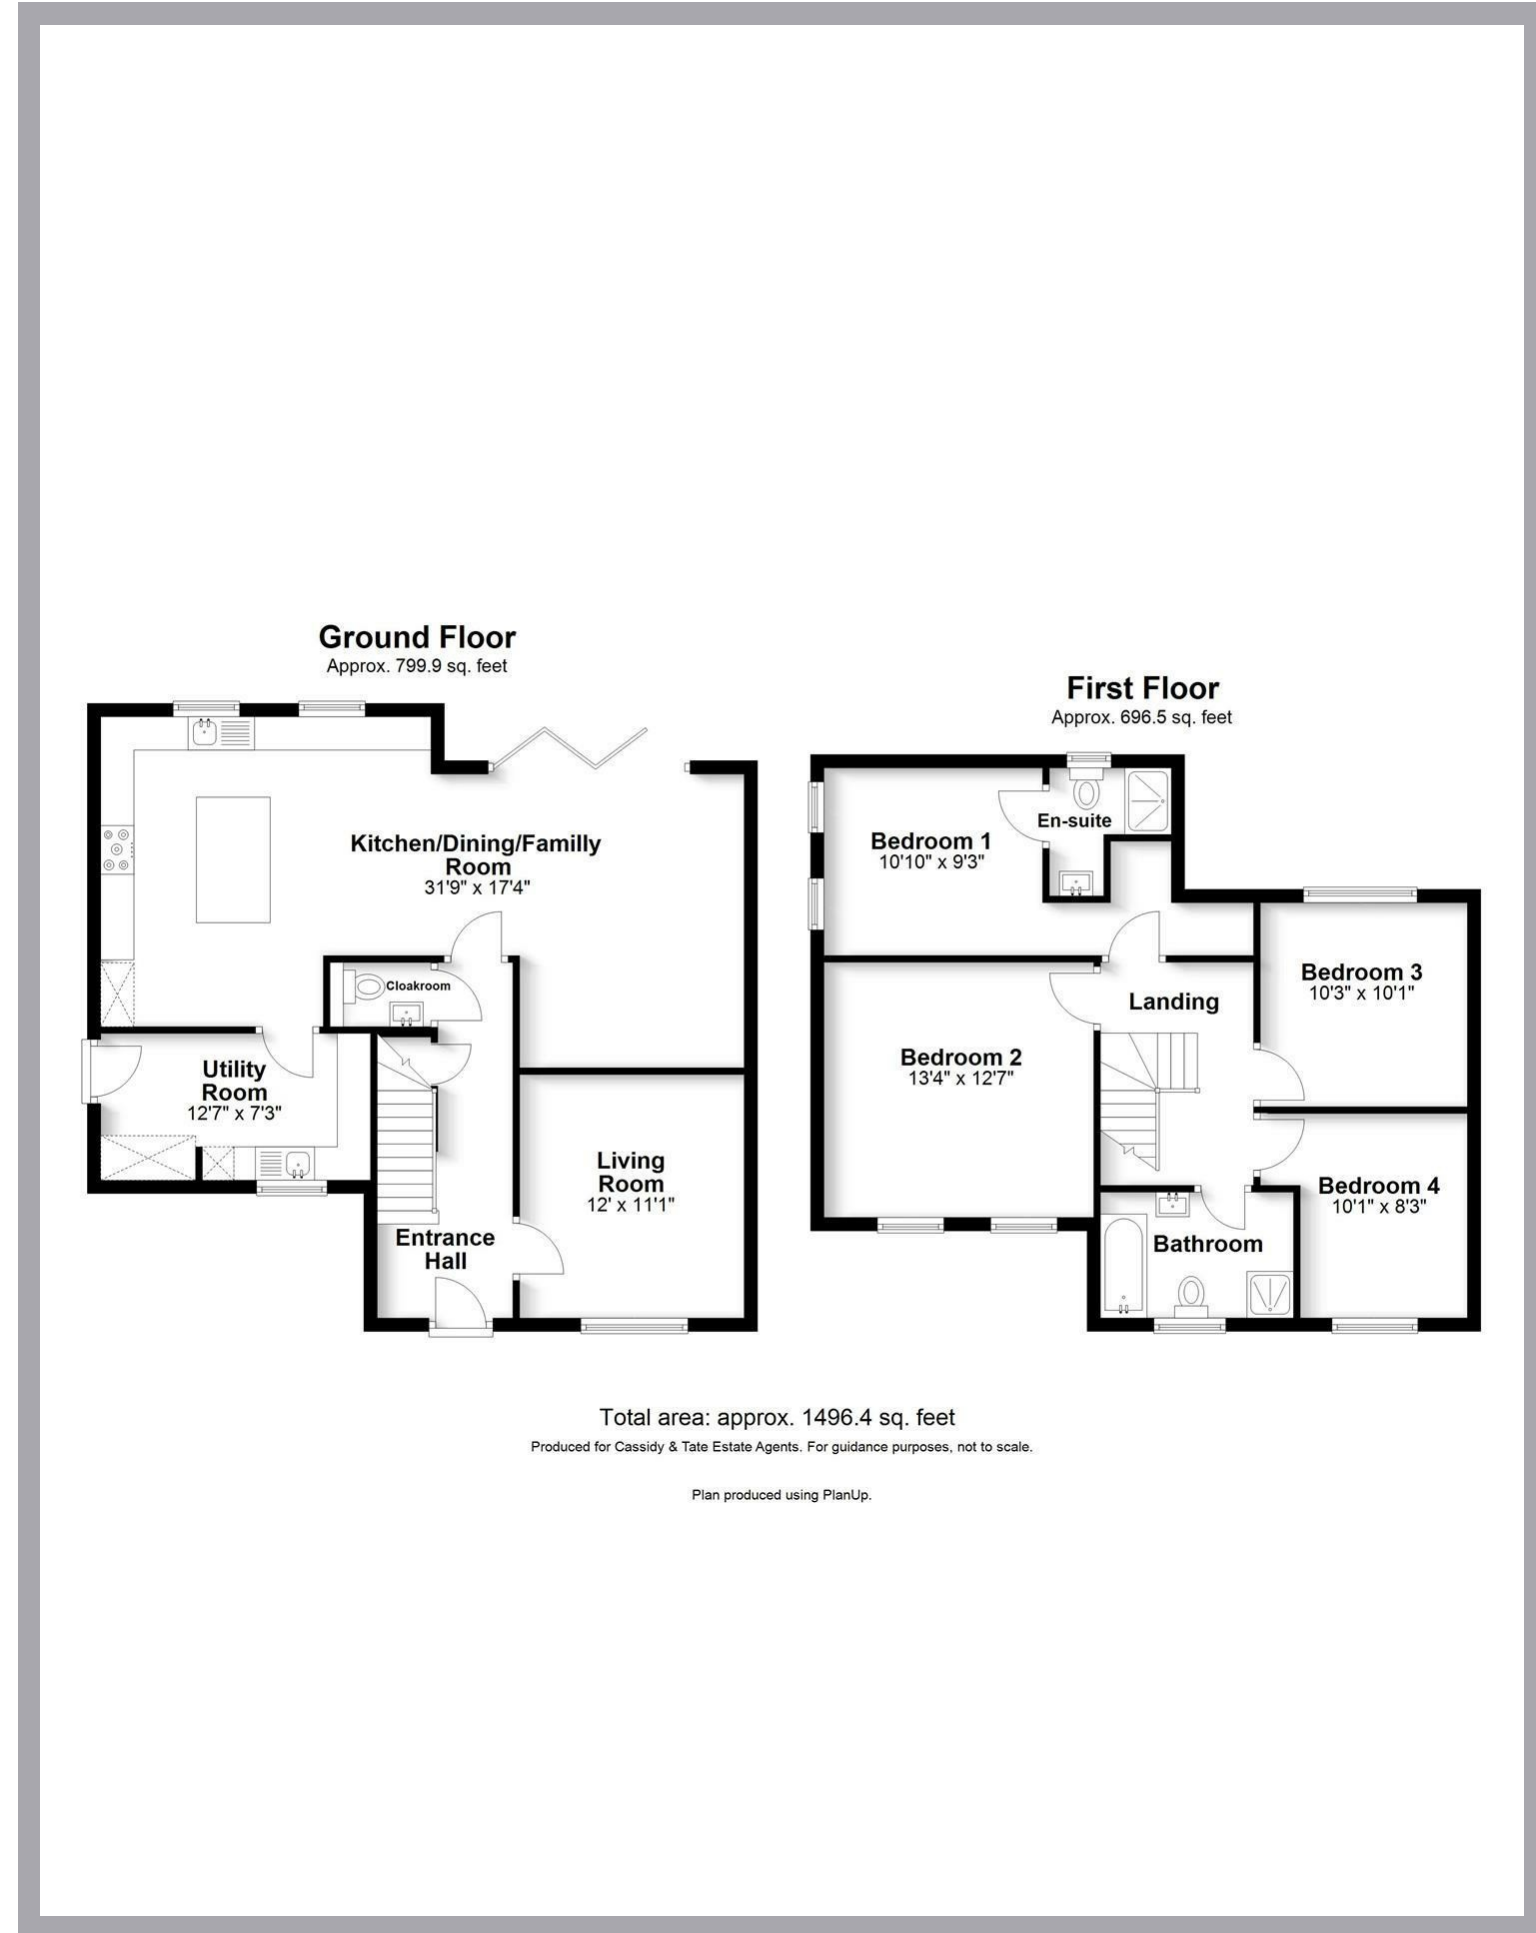 Ground Floor
Approx. 799.9 sq. feet
Kitchen/Dining/Familly
Room
31'9" x 17'4"
Cloakroom
Utility
Room
12'7" x 7'3"
Living
Room
12' x 11'1"
Entrance
Hall
First Floor
Approx. 696.5 sq. feet
En-suite
Bedroom 1
10'10" x 9'3"
Bedroom 3
10'3" x 10'1"
Landing
Bedroom 2
13'4" x 12'7"
Bedroom 4
10'1" x 8'3"
Bathroom
Total area: approx. 1496.4 sq. feet
Produced for Cassidy & Tate Estate Agents. For guidance purposes, not to scale.
Plan produced using PlanUp.